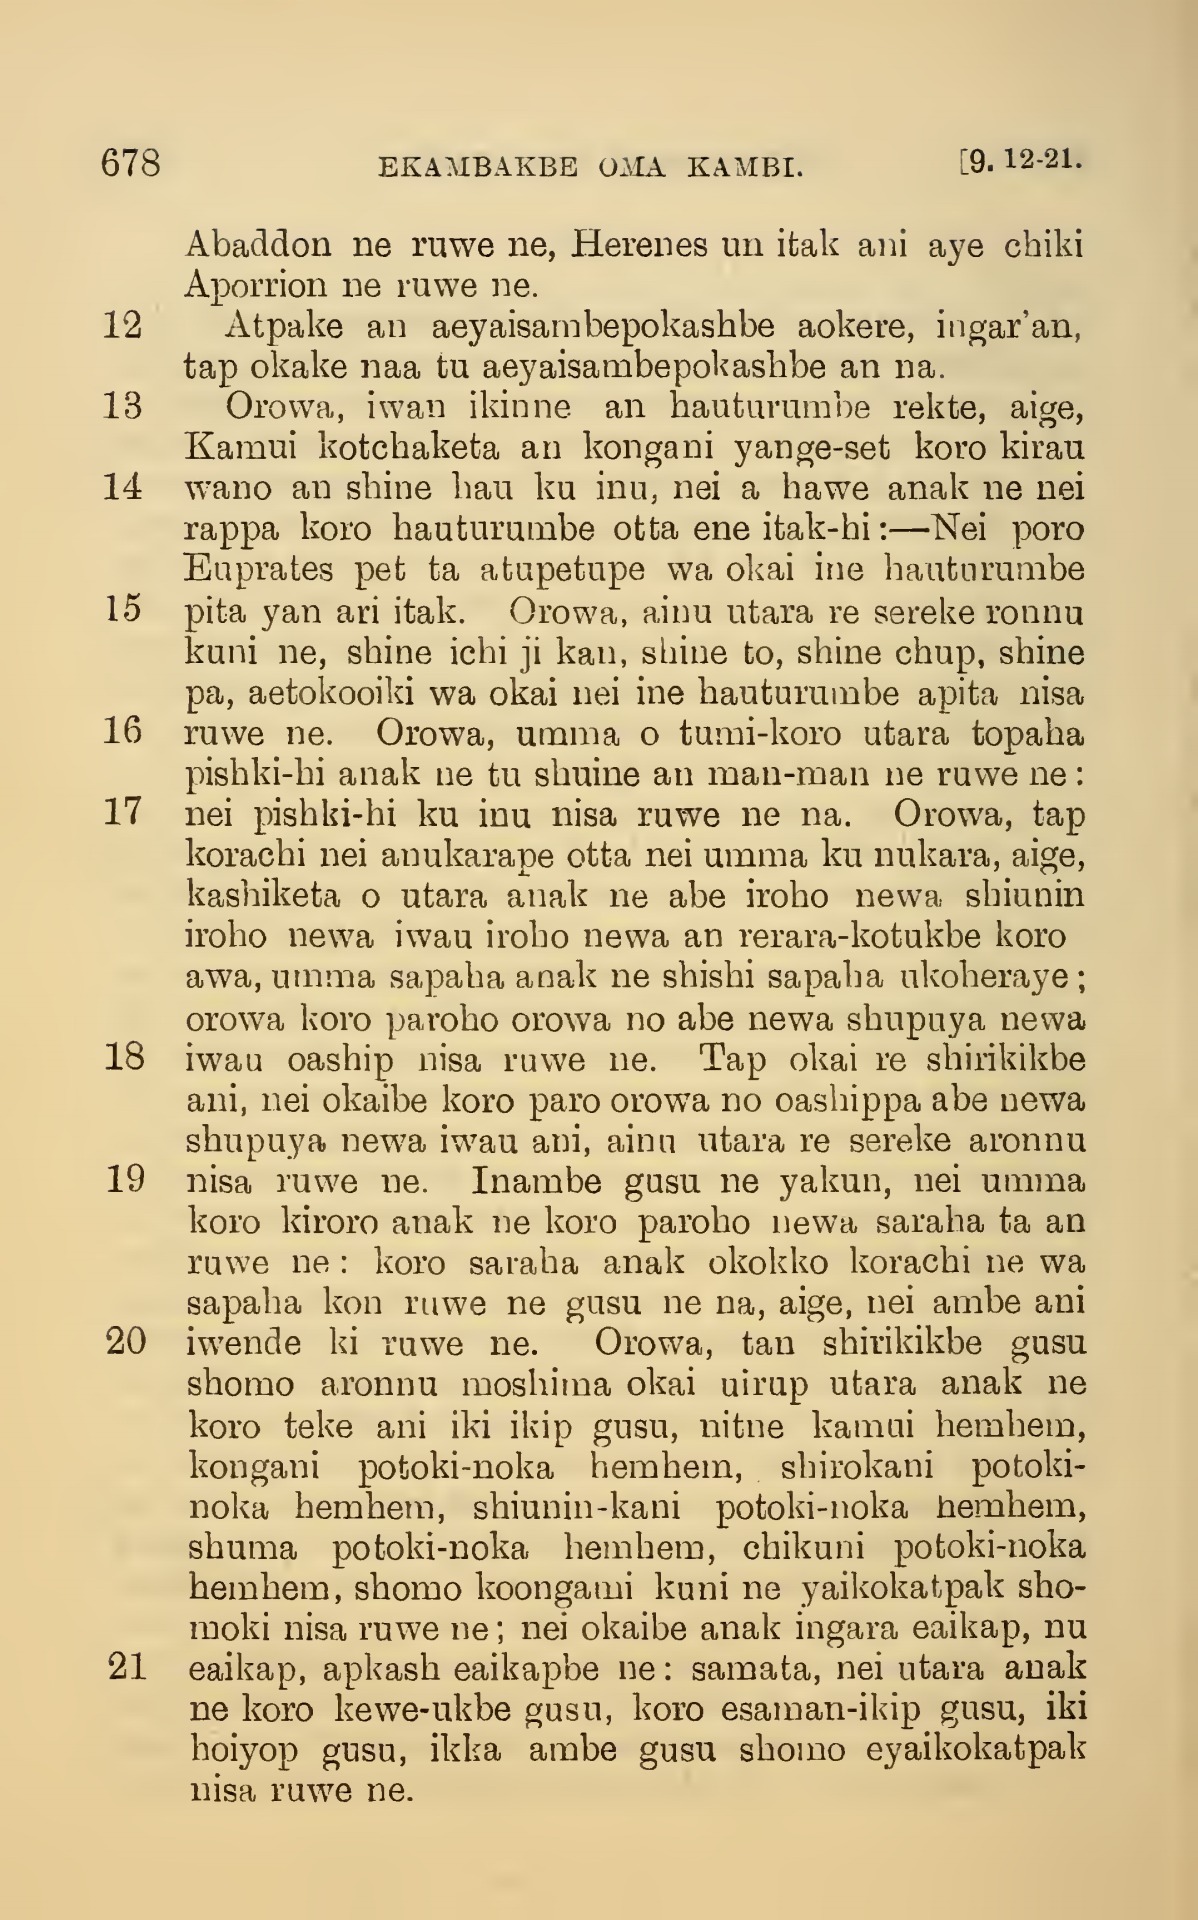 678 EKAMBAKBE OMA KAMBI. [9. 12-21.
Abaddon ne ruwe ne, Herenes un itak ani aye chiki
Aporrion ne ruwe ne.
12 Atpake an aeyaisambepokashbe aokere, ingar'an,
tap okake naa tu aeyaisambepokashbe an na.
13 Orowa, iwan ikinne an hauturumbe rekte, aige,
Kamui kotchaketa an kongani yange-set koro kirau
14 wano an shine hau ku inu, nei a hawe anak ne nei
rappa koro hauturumbe otta ene itak-hi:—Nei poro
Euprates pet ta atupetupe wa okai ine hauturumbe
15 pita yan ari itak. Orowa, ainu utara re sereke ronnu
kuni ne, shine ichi ji kan, shine to, shine chup, shine
pa, aetokooiki wa okai nei ine hauturumbe apita nisa
16 ruwe ne. Orowa, umma o tumi-koro utara topaha
pishki-hi anak ne tu shuine an man-man ne ruwe ne:
17 nei pishki-hi ku inu nisa ruwe ne na. Orowa, tap
korachi nei anukarape otta nei umma ku nukara, aige,
kashiketa o utara anak ne abe iroho newa shiunin
iroho newa iwau iroho newa an rerara-kotukbe koro
awa, umma sapaha anak ne shishi sapaha ukoheraye;
orowa koro paroho orowa no abe newa shupuya newa
18 iwau oaship nisa ruwe ne. Tap okai re shirikikbe
ani, nei okaibe koro paro orowa no oashippa abe newa
shupuya newa iwau ani, ainu utara re sereke aronnu
19 nisa ruwe ne. Inambe gusu ne yakun, nei umma
koro kiroro anak ne koro paroho newa saraha ta an
ruwe ne: koro saraha anak okokko korachi ne wa
sapaha kon ruwe ne gusu ne na, aige, nei ambe ani
20 iwende ki ruwe ne. Orowa, tan shirikikbe gusu
shomo aronnu moshima okai uirup utara anak ne
koro teke ani iki ikip gusu, nitne kamui hemhem,
kongani potoki-noka hemhem, shirokani potoki-
noka hemhem, shiunin-kani potoki-noka hemhem,
shuma potoki-noka hemhem, chikuni potoki-noka
hemhem, shomo koongami kuni ne yaikokatpak sho-
moki nisa ruwe ne; nei okaibe anak ingara eaikap, nu
21 eaikap, apkash eaikapbe ne: samata, nei utara anak
ne koro kewe-ukbe gusu, koro esaman-ikip gusu, iki
hoiyop gusu, ikka ambe gusu shomo eyaikokatpak
nisa ruwe ne.